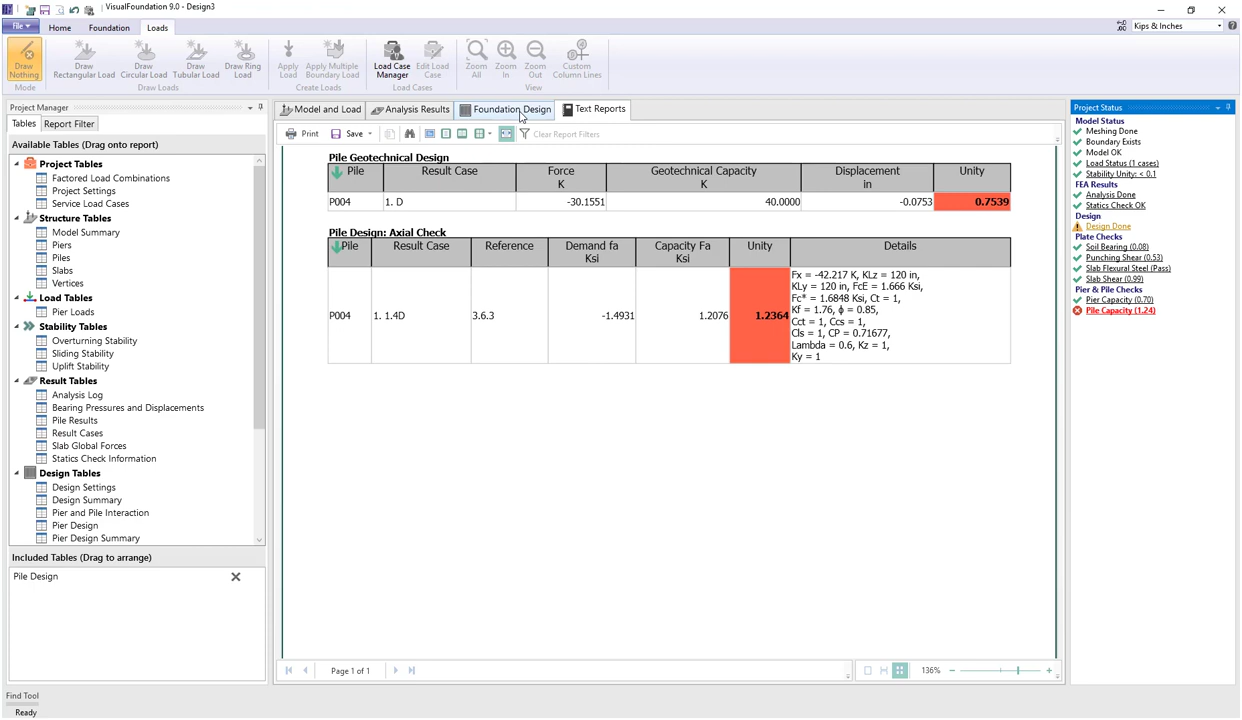 VisualFoundation 9.0 - Design3
File Home Foundation Loads Kips & Inches
Draw Nothing
Draw Rectangular Load
Draw Circular Load
Draw Tubular Load
Draw Ring Load
Apply Load
Apply Multiple Boundary Load
Load Case Manager
Edit Load Case
Zoom All
Zoom In
Zoom Out
Custom Column Lines
Mode Draw Loads Create Loads Load Cases View
Project Manager
Tables Report Filter
Available Tables (Drag onto report)
Project Tables
Factored Load Combinations
Project Settings
Service Load Cases
Structure Tables
Model Summary
Piers
Piles
Slabs
Vertices
Load Tables
Pier Loads
Stability Tables
Overturning Stability
Sliding Stability
Uplift Stability
Result Tables
Analysis Log
Bearing Pressures and Displacements
Pile Results
Result Cases
Slab Global Forces
Statics Check Information
Design Tables
Design Settings
Design Summary
Pier and Pile Interaction
Pier Design
Pier Design Summary
Included Tables (Drag to arrange)
Pile Design
Find Tool
Ready
Model and Load Analysis Results Foundation Design Text Reports
Print Save Clear Report Filters
Pile Geotechnical Design
Pile Result Case Force K Geotechnical Capacity K Displacement in Unity
P004 1. D -30.1551 40.0000 -0.0753 0.7539
Pile Design: Axial Check
Pile Result Case Reference Demand fa Ksi Capacity Fa Ksi Unity Details
P004 1. 1.4D 3.6.3 -1.4931 1.2076 1.2364
Fx = -42.217 K, KLz = 120 in,
KLy = 120 in, FcE = 1.666 Ksi,
Fc* = 1.6848 Ksi, Ct = 1,
Kf = 1.76, ϕ = 0.85,
Cct = 1, Ccs = 1,
Cls = 1, CP = 0.71677,
Lambda = 0.6, Kz = 1,
Ky = 1
Page 1 of 1 136%
Project Status
Model Status
Meshing Done
Boundary Exists
Model OK
Load Status (1 cases)
Stability Unity: < 0.1
FEA Results
Analysis Done
Statics Check OK
Design
Design Done
Plate Checks
Soil Bearing (0.08)
Punching Shear (0.53)
Slab Flexural Steel (Pass)
Slab Shear (0.99)
Pier & Pile Checks
Pier Capacity (0.70)
Pile Capacity (1.24)